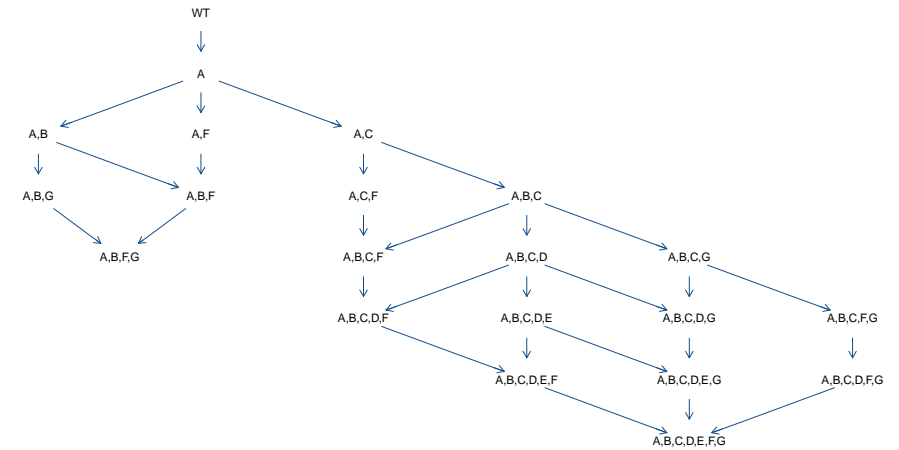 WT
A
A,B
A,F
A,C
A,B,G
A,B,F
A,C,F
A,B,C
A,B,F,G
A,B,C,F
A,B,C,D
A,B,C,G
A,B,C,D,F
A,B,C,D,E
A,B,C,D,G
A,B,C,F,G
A,B,C,D,E,F
A,B,C,D,E,G
A,B,C,D,F,G
A,B,C,D,E,F,G